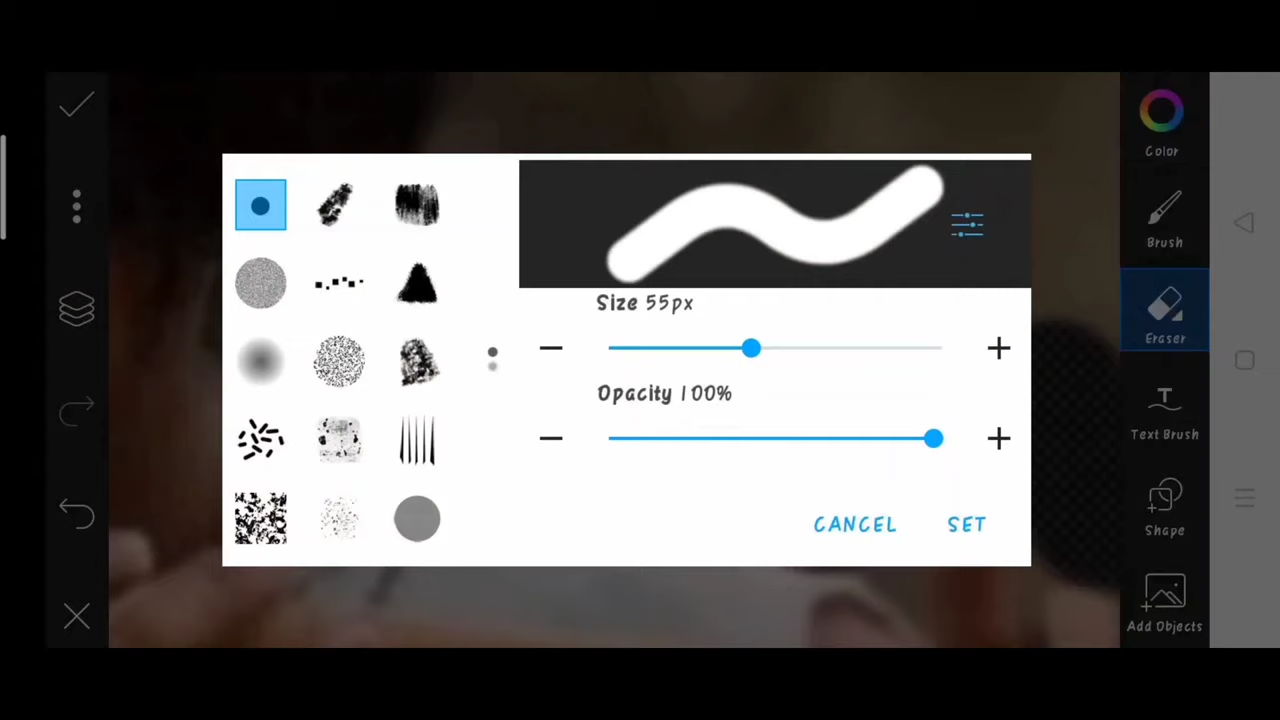 Color
Brush
Size 55px
Eraser
Opacity 100%
Text Brush
CANCEL SET
Shape
Add Objects